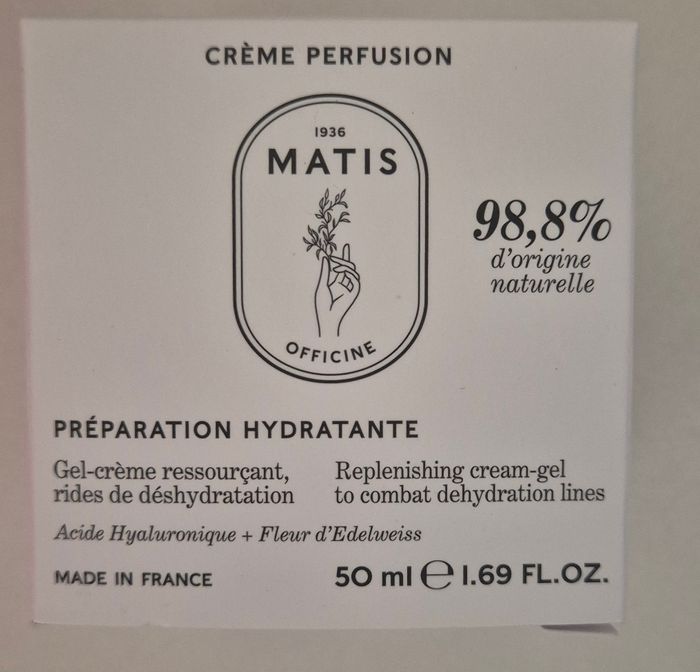 CRÈME PERFUSION
1936
MATIS
OFFICINE
98,8%
d'origine
naturelle
PRÉPARATION HYDRATANTE
Gel-crème ressourçant,
rides de déshydratation
Replenishing cream-gel
to combat dehydration lines
Acide Hyaluronique + Fleur d'Edelweiss
MADE IN FRANCE
50 ml ℮ 1.69 FL.OZ.